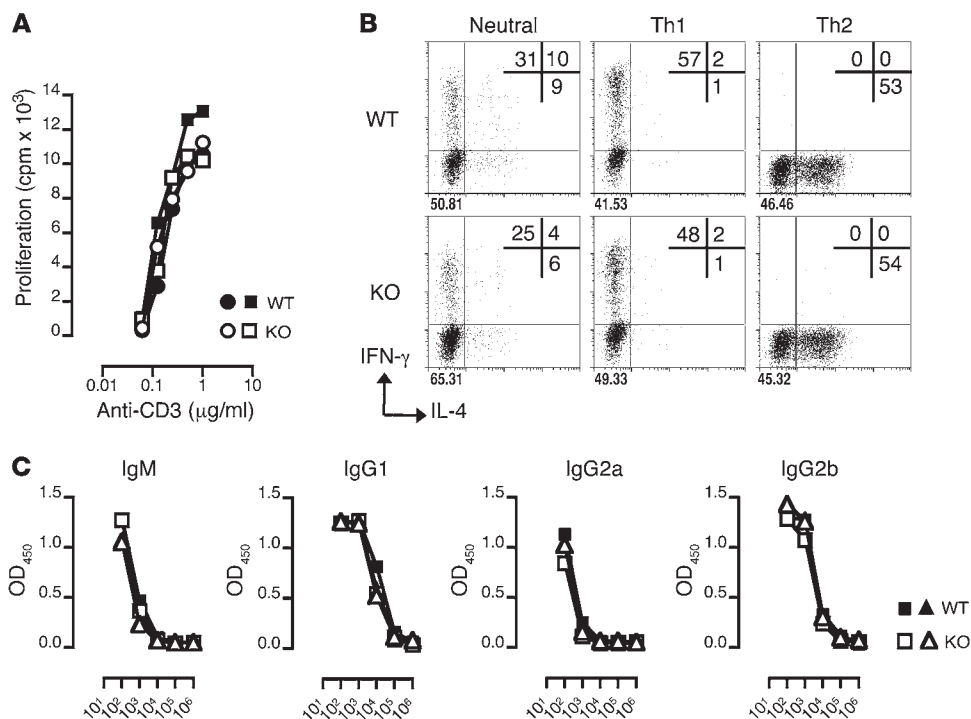 A
Proliferation (cpm x 10³)
14
12
10
8
6
4
2
0
WT
KO
0.01 0.1 1 10
Anti-CD3 (μg/ml)
B
Neutral Th1 Th2
WT
31 10
9
50.81
57 2
1
41.53
0 0
53
46.46
KO
25 4
6
65.31
48 2
1
49.33
0 0
54
45.32
IFN-γ
IL-4
C
IgM
OD₄₅₀
1.5
1.0
0.5
0.0
10¹ 10² 10³ 10⁴ 10⁵ 10⁶
IgG1
OD₄₅₀
1.5
1.0
0.5
0.0
10¹ 10² 10³ 10⁴ 10⁵ 10⁶
IgG2a
OD₄₅₀
1.5
1.0
0.5
0.0
10¹ 10² 10³ 10⁴ 10⁵ 10⁶
IgG2b
OD₄₅₀
1.5
1.0
0.5
0.0
10¹ 10² 10³ 10⁴ 10⁵ 10⁶
WT
KO